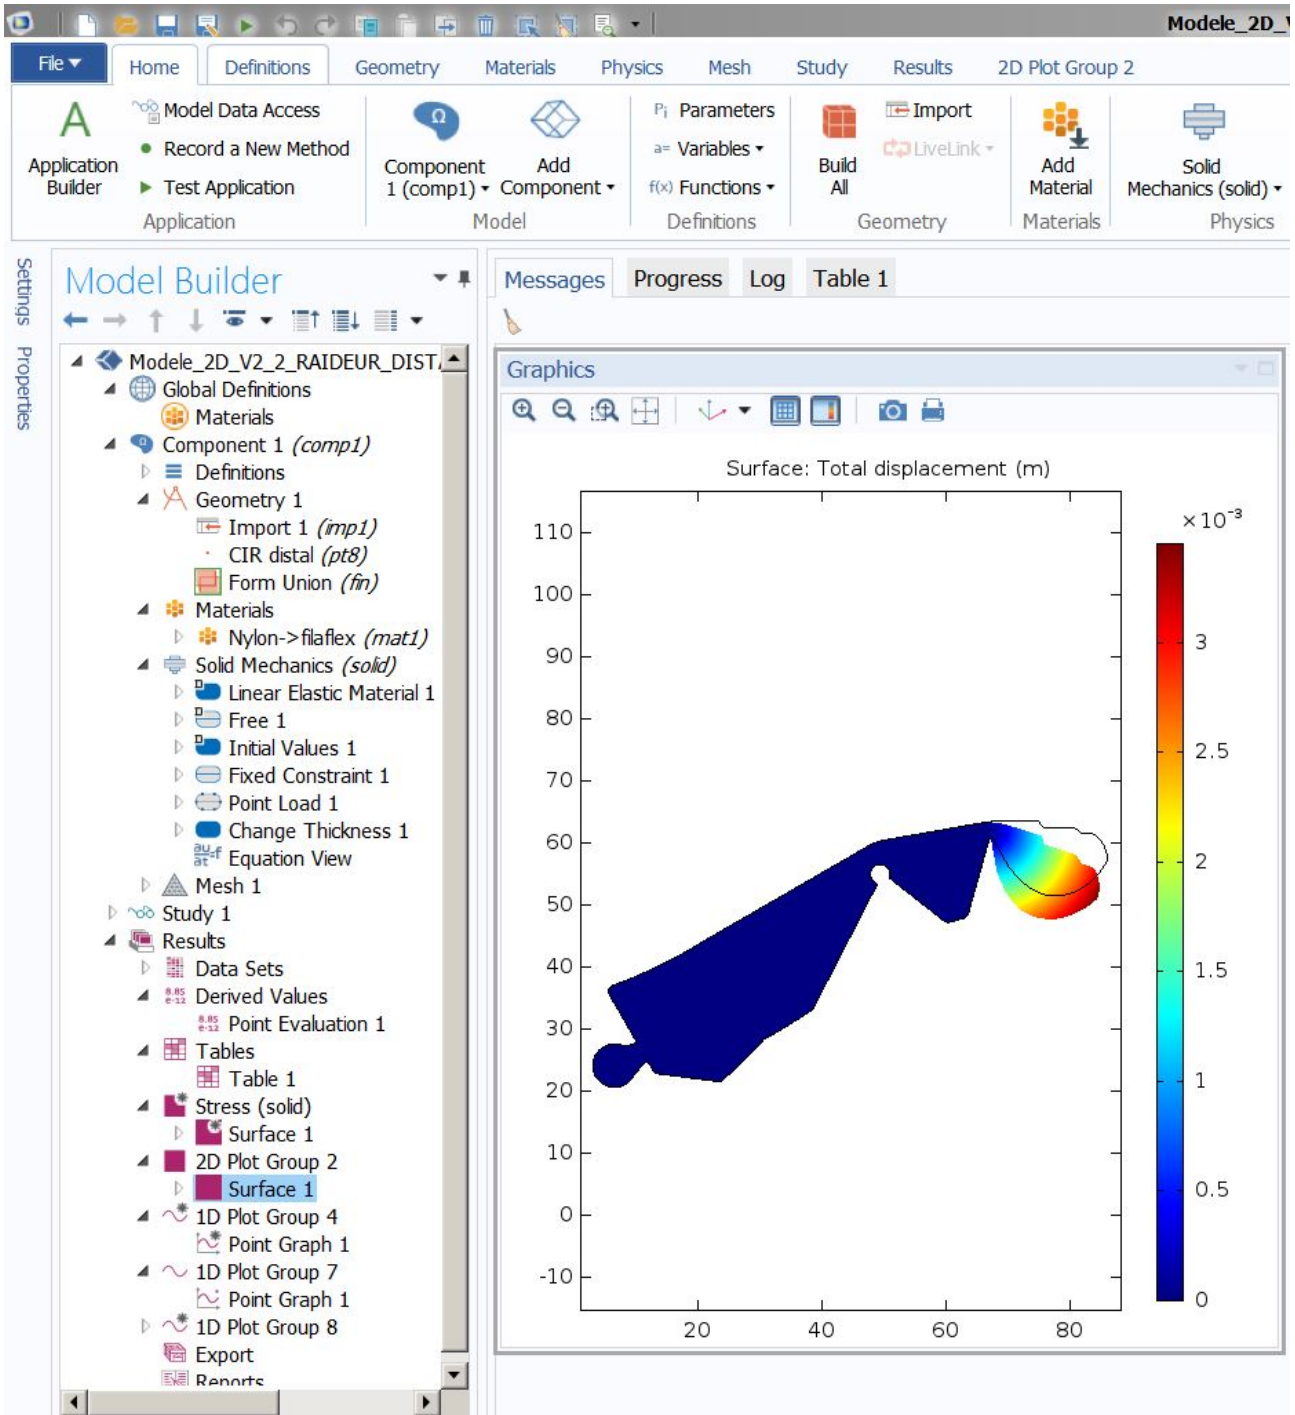 Modele_2D_V
File Home Definitions Geometry Materials Physics Mesh Study Results 2D Plot Group 2
A
Application Builder
Model Data Access
Record a New Method
Test Application
Application
Component 1 (comp1)
Add Component
Model
Pi Parameters
a= Variables
f(x) Functions
Definitions
Build All
Import
LiveLink
Geometry
Add Material
Materials
Solid Mechanics (solid)
Physics
Settings
Properties
Model Builder
Modele_2D_V2_2_RAIDEUR_DIST
Global Definitions
Materials
Component 1 (comp1)
Definitions
Geometry 1
Import 1 (imp1)
CIR distal (pt8)
Form Union (fin)
Materials
Nylon->filaflex (mat1)
Solid Mechanics (solid)
Linear Elastic Material 1
Free 1
Initial Values 1
Fixed Constraint 1
Point Load 1
Change Thickness 1
Equation View
Mesh 1
Study 1
Results
Data Sets
Derived Values
Point Evaluation 1
Tables
Table 1
Stress (solid)
Surface 1
2D Plot Group 2
Surface 1
1D Plot Group 4
Point Graph 1
1D Plot Group 7
Point Graph 1
1D Plot Group 8
Export
Reports
Messages Progress Log Table 1
Graphics
Surface: Total displacement (m)
110
100
90
80
70
60
50
40
30
20
10
0
-10
20 40 60 80
×10⁻³
3
2.5
2
1.5
1
0.5
0